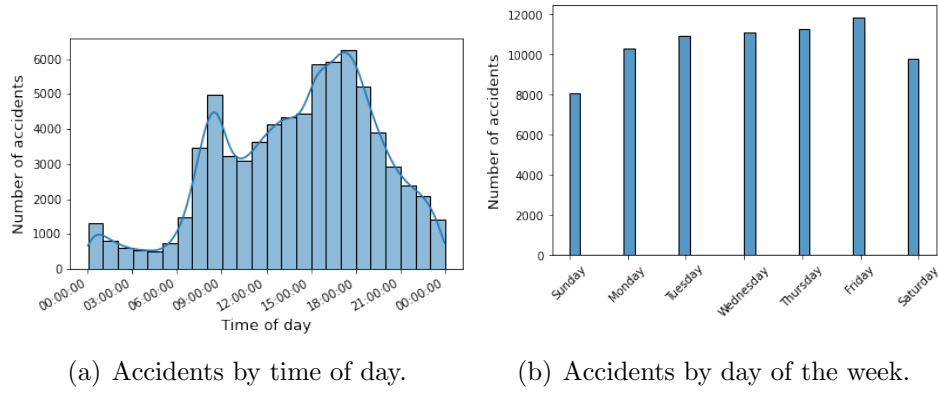 Number of accidents
6000
5000
4000
3000
2000
1000
0
00:00:00
03:00:00
06:00:00
09:00:00
12:00:00
15:00:00
18:00:00
21:00:00
00:00:00
Time of day
(a) Accidents by time of day.
Number of accidents
12000
10000
8000
6000
4000
2000
0
Sunday
Monday
Tuesday
Wednesday
Thursday
Friday
Saturday
(b) Accidents by day of the week.